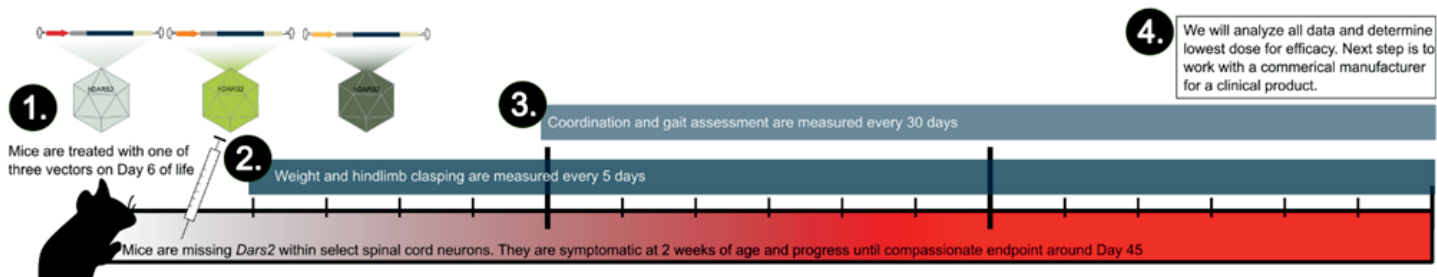 hDARS2
hDARS2
hDARS2
1.
Mice are treated with one of
three vectors on Day 6 of life
2.
Weight and hindlimb clasping are measured every 5 days
3.
Coordination and gait assessment are measured every 30 days
4.
We will analyze all data and determine
lowest dose for efficacy. Next step is to
work with a commerical manufacturer
for a clinical product.
Mice are missing Dars2 within select spinal cord neurons. They are symptomatic at 2 weeks of age and progress until compassionate endpoint around Day 45